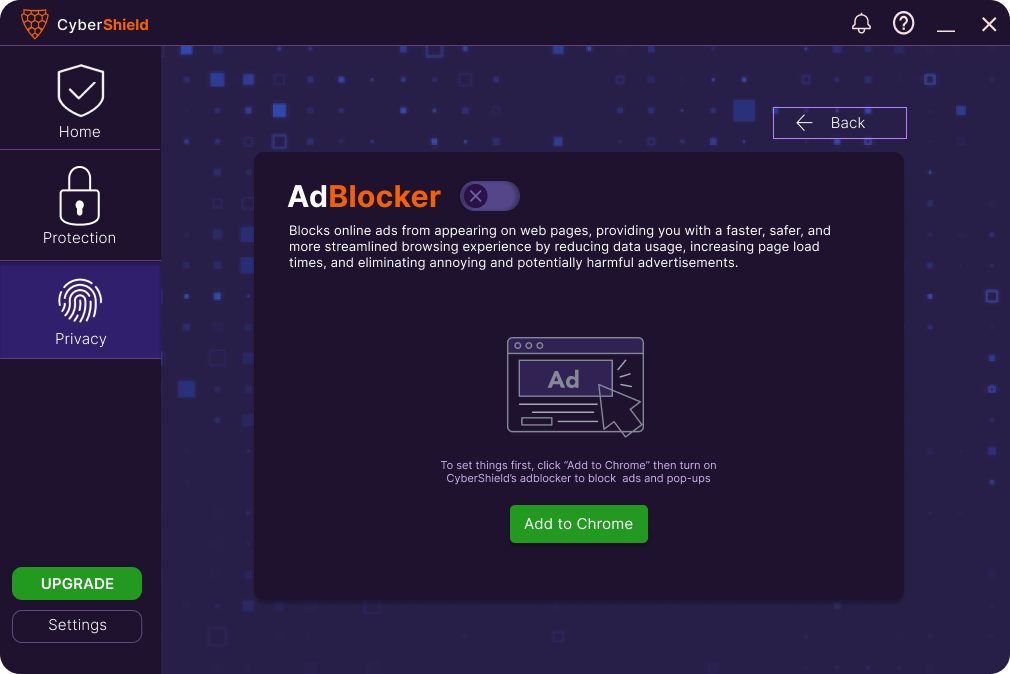 CyberShield
Home
Protection
Privacy
UPGRADE
Settings
Back
AdBlocker
Blocks online ads from appearing on web pages, providing you with a faster, safer, and
more streamlined browsing experience by reducing data usage, increasing page load
times, and eliminating annoying and potentially harmful advertisements.
Ad
To set things first, click “Add to Chrome” then turn on
CyberShield’s adblocker to block ads and pop-ups
Add to Chrome